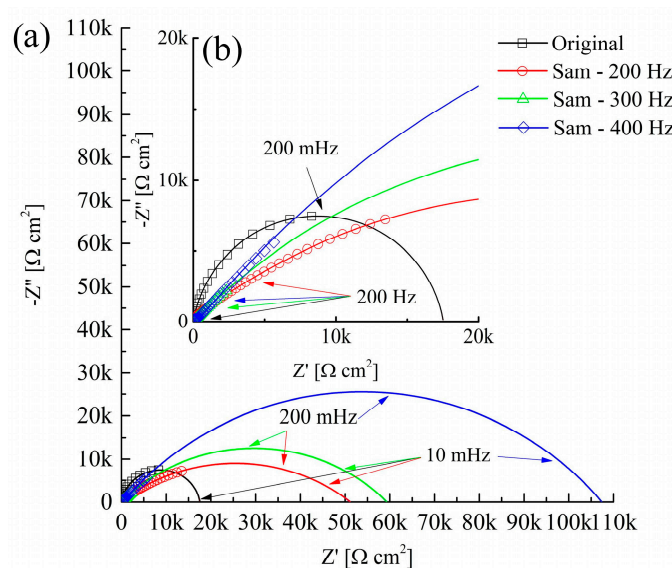 (a)
(b)
Original
Sam - 200 Hz
Sam - 300 Hz
Sam - 400 Hz
110k
100k
90k
80k
70k
60k
50k
40k
30k
20k
10k
0
-Z'' [Ω cm²]
20k
10k
0
-Z'' [Ω cm²]
200 mHz
200 Hz
0 10k 20k
Z' [Ω cm²]
200 mHz
10 mHz
0 10k 20k 30k 40k 50k 60k 70k 80k 90k 100k 110k
Z' [Ω cm²]